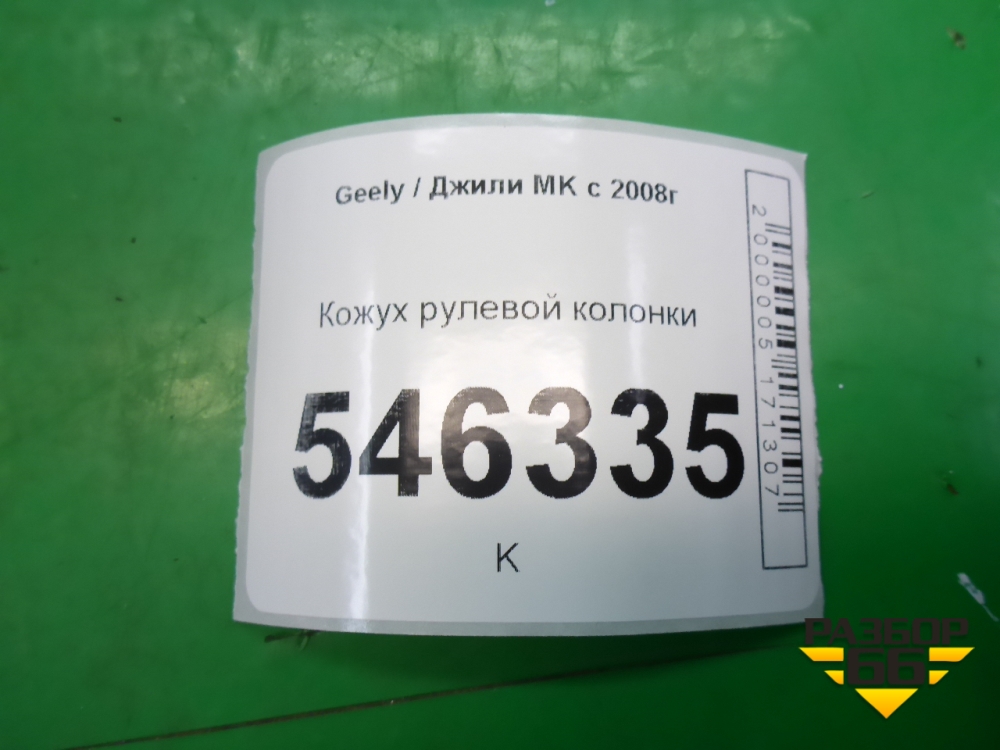 Geely / Джили МК с 2008г
Кожух рулевой колонки
546335
К
2000005171307
РАЗБОР
66